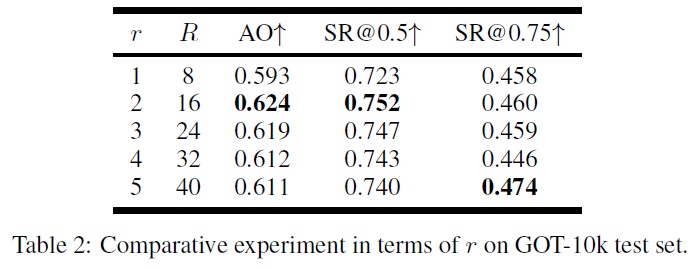 r R AO↑ SR@0.5↑ SR@0.75↑
1 8 0.593 0.723 0.458
2 16 0.624 0.752 0.460
3 24 0.619 0.747 0.459
4 32 0.612 0.743 0.446
5 40 0.611 0.740 0.474
Table 2: Comparative experiment in terms of r on GOT-10k test set.